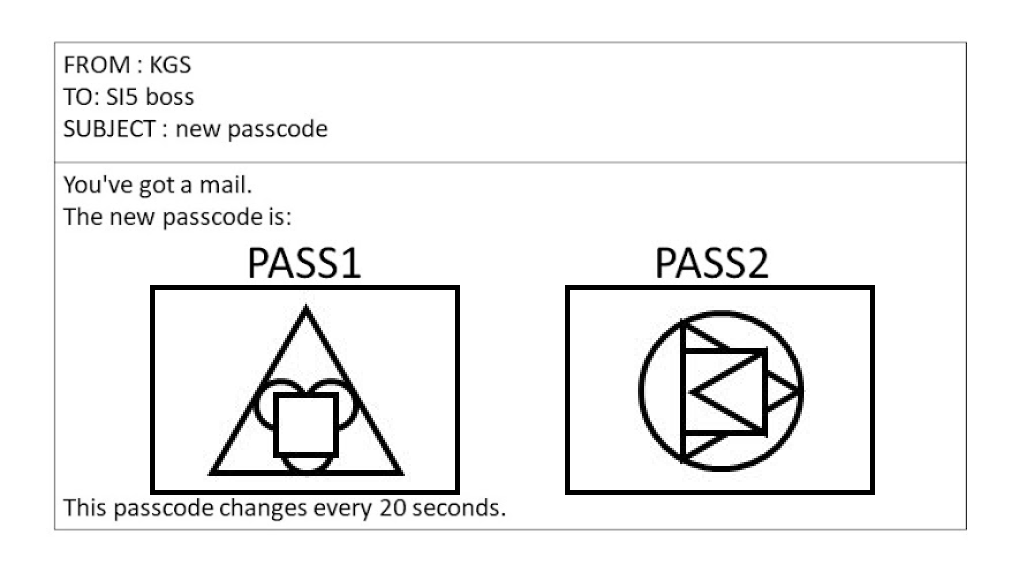 FROM : KGS
TO: SI5 boss
SUBJECT : new passcode
You've got a mail.
The new passcode is:
PASS1
PASS2
This passcode changes every 20 seconds.